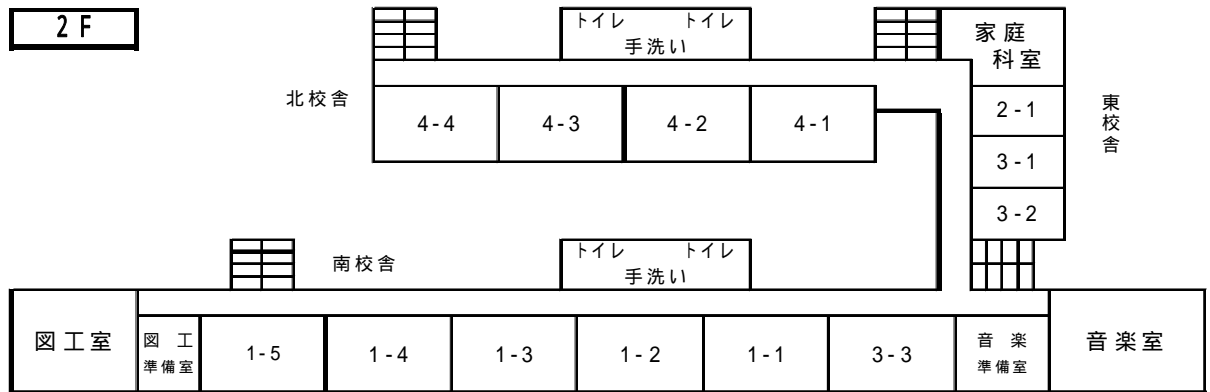 2F
トイレ トイレ
手洗い
家庭
科室
北校舎
4-4 4-3 4-2 4-1
2-1
東校舎
3-1
3-2
南校舎
トイレ トイレ
手洗い
図工室
図工
準備室
1-5 1-4 1-3 1-2 1-1 3-3
音楽
準備室
音楽室